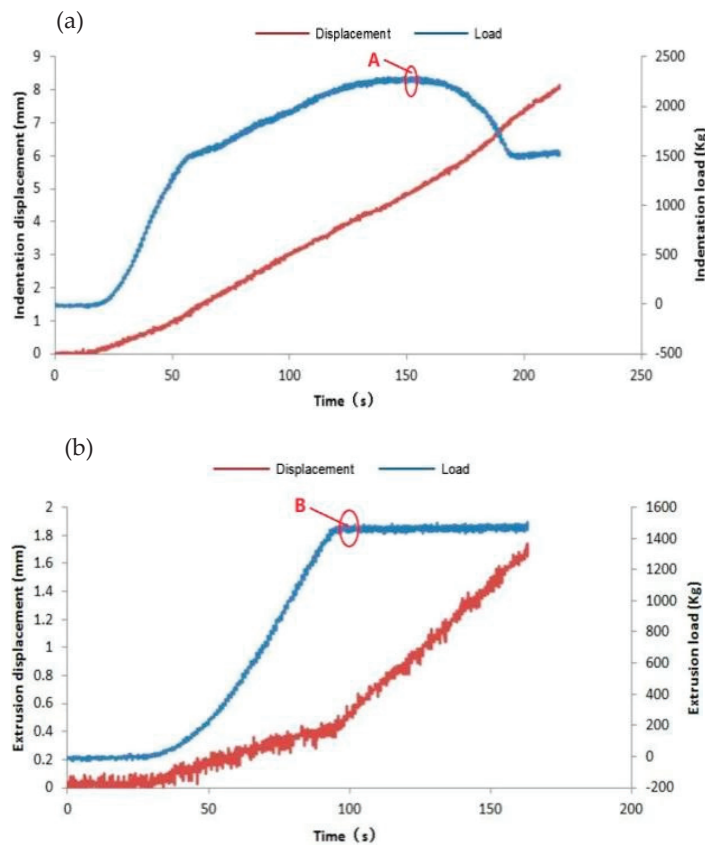 (a)
Displacement Load
A
9
8
7
6
5
4
3
2
1
0
Indentation displacement (mm)
2500
2000
1500
1000
500
0
-500
Indentation load (Kg)
0 50 100 150 200 250
Time (s)
(b)
Displacement Load
B
2
1.8
1.6
1.4
1.2
1
0.8
0.6
0.4
0.2
0
Extrusion displacement (mm)
1600
1400
1200
1000
800
600
400
200
0
-200
Extrusion load (Kg)
0 50 100 150 200
Time (s)